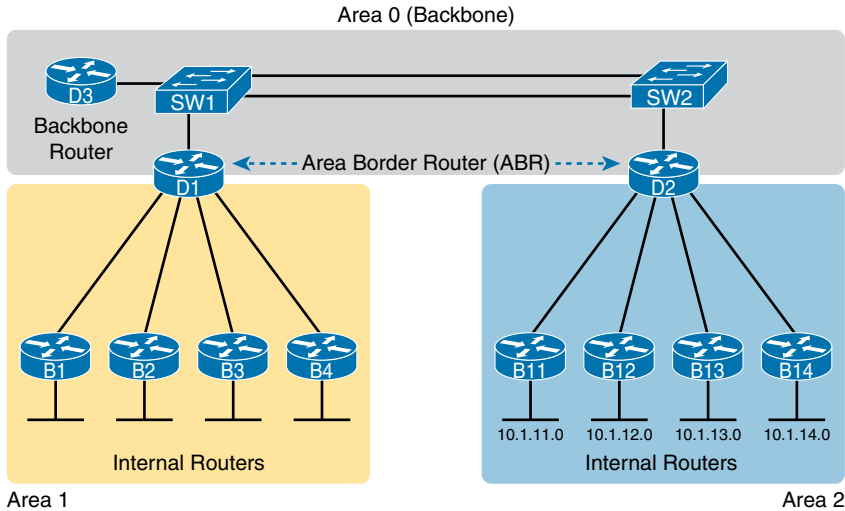 Area 0 (Backbone)
D3
SW1
SW2
Backbone
Router
Area Border Router (ABR)
D1
D2
B1
B2
B3
B4
B11
B12
B13
B14
10.1.11.0
10.1.12.0
10.1.13.0
10.1.14.0
Internal Routers
Internal Routers
Area 1
Area 2